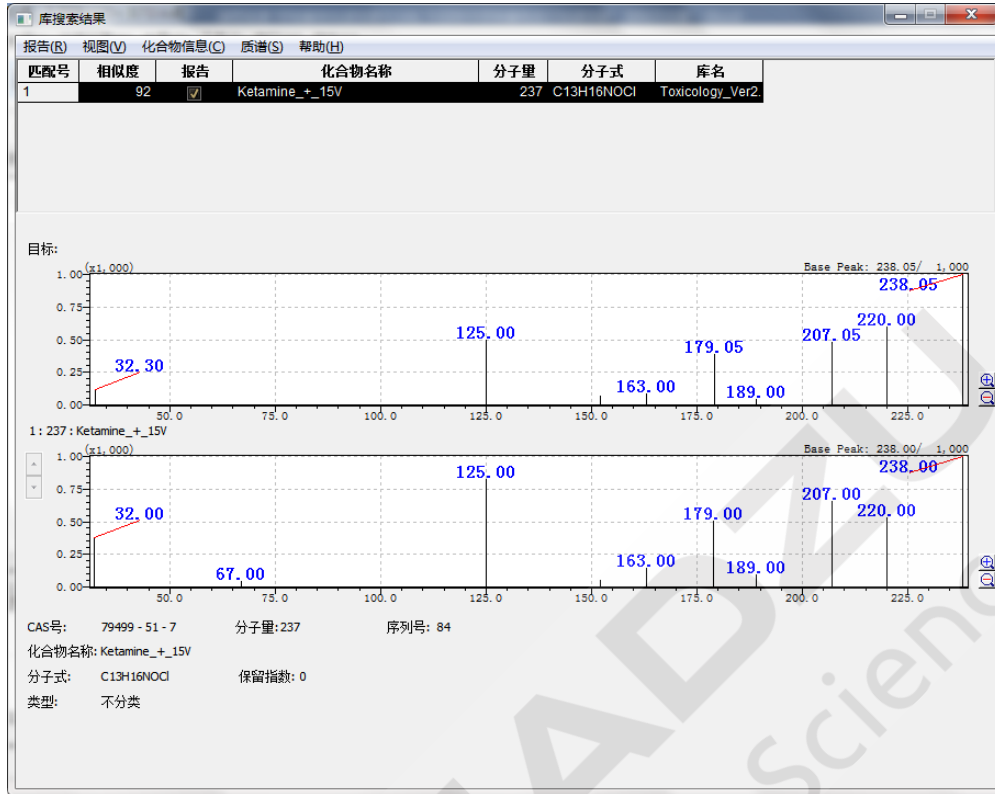 库搜索结果
报告(R) 视图(V) 化合物信息(C) 质谱(S) 帮助(H)
匹配号 相似度 报告 化合物名称 分子量 分子式 库名
1 92 Ketamine_+_15V 237 C13H16NOCl Toxicology_Ver2.
目标:
(x1,000) Base Peak: 238.05/ 1,000
1.00
238.05
0.75
220.00
207.05
0.50
125.00
179.05
32.30
0.25
163.00
189.00
0.00
50.0 75.0 100.0 125.0 150.0 175.0 200.0 225.0
1 : 237 : Ketamine_+_15V
(x1,000) Base Peak: 238.00/ 1,000
1.00
238.00
125.00
0.75
207.00
0.50
32.00
179.00
220.00
0.25
163.00
189.00
67.00
0.00
50.0 75.0 100.0 125.0 150.0 175.0 200.0 225.0
CAS号: 79499 - 51 - 7 分子量:237 序列号: 84
化合物名称: Ketamine_+_15V
分子式: C13H16NOCl 保留指数: 0
类型: 不分类